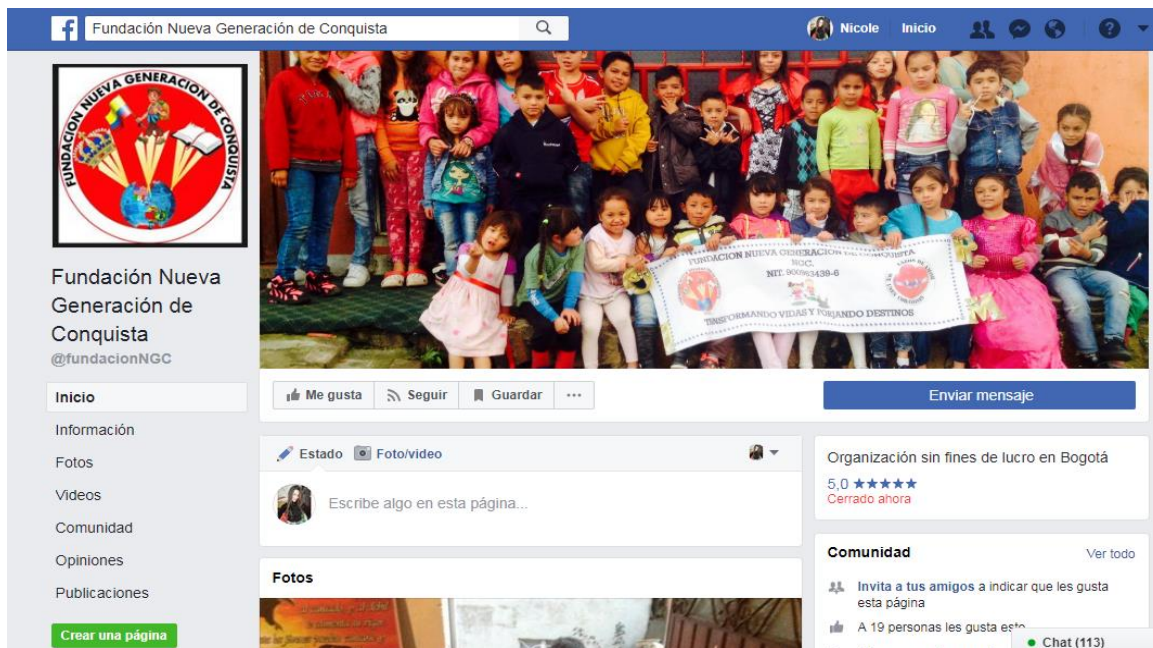 Fundación Nueva Generación de Conquista
Nicole
Inicio
FUNDACION NUEVA GENERACION DE CONQUISTA
FUNDACION NUEVA GENERACION DE CONQUISTA
NGC.
NIT. 900963439-6
TRNSFORMANDO VIDAS Y FORJANDO DESTINOS
Fundación Nueva
Generación de
Conquista
@fundacionNGC
Inicio
Información
Fotos
Videos
Comunidad
Opiniones
Publicaciones
Crear una página
Me gusta
Seguir
Guardar
Enviar mensaje
Estado
Foto/video
Escribe algo en esta página...
Fotos
Organización sin fines de lucro en Bogotá
5,0 ★★★★★
Cerrado ahora
Comunidad
Ver todo
Invita a tus amigos a indicar que les gusta
esta página
A 19 personas les gusta esto
Chat (113)